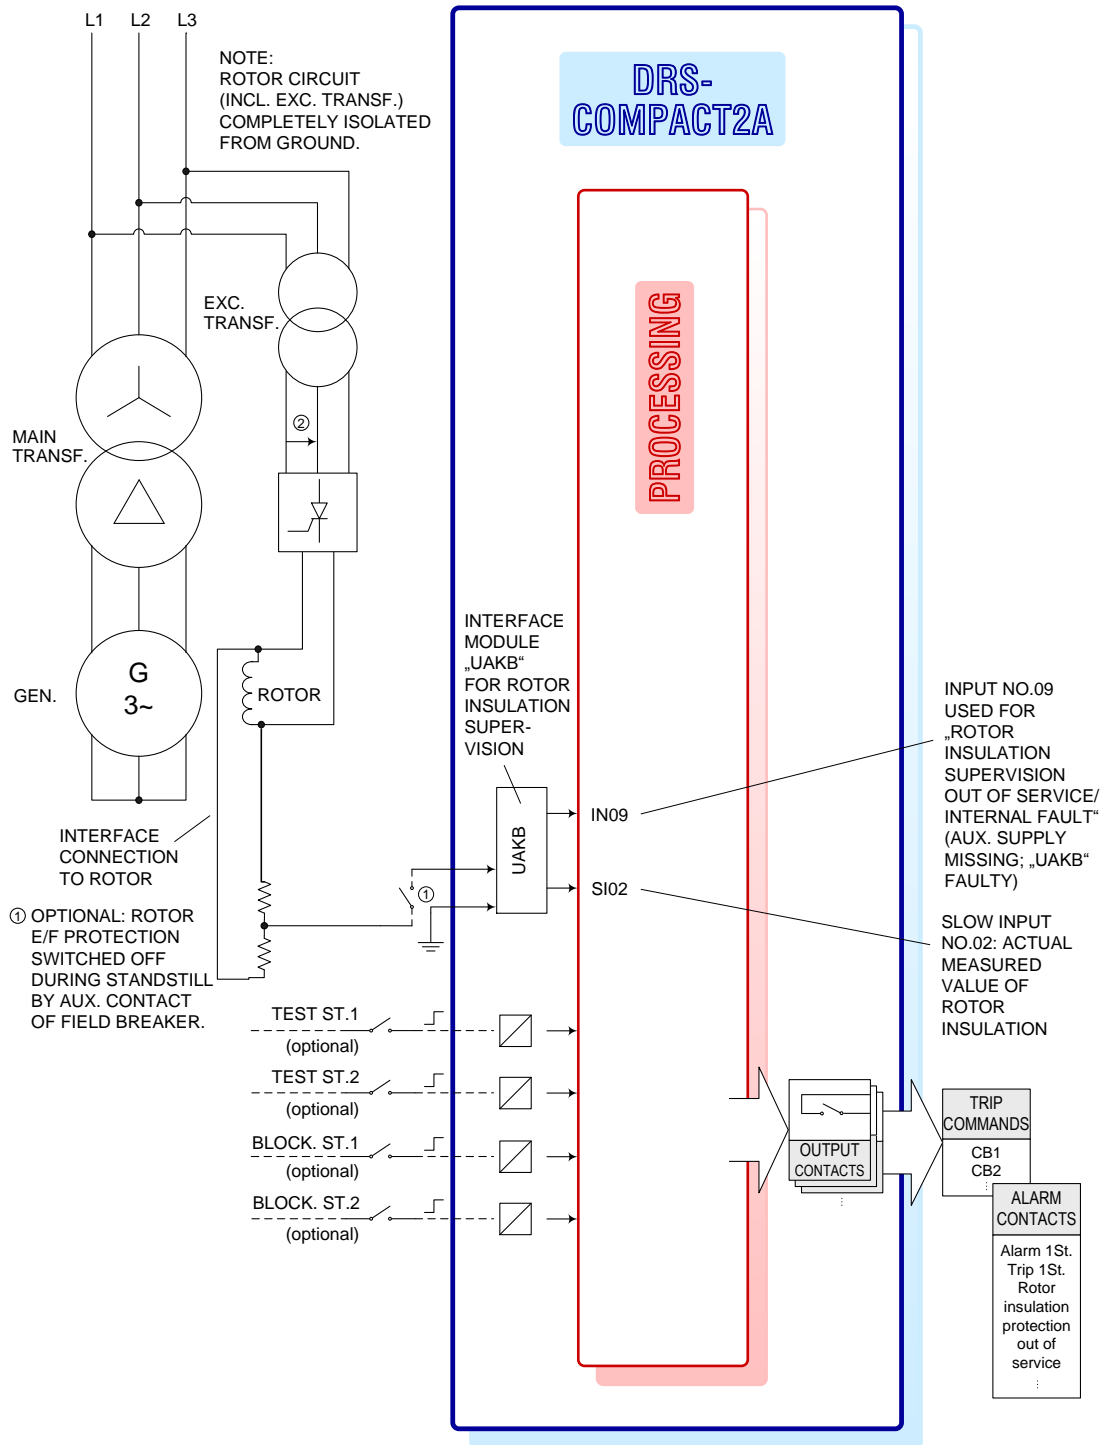 L1 L2 L3
NOTE:
ROTOR CIRCUIT
(INCL. EXC. TRANSF.)
COMPLETELY ISOLATED
FROM GROUND.
DRS-
COMPACT2A
PROCESSING
EXC.
TRANSF.
②
MAIN
TRANSF.
G
3~
GEN.
ROTOR
INTERFACE
MODULE
„UAKB“
FOR ROTOR
INSULATION
SUPER-
VISION
UAKB
IN09
SI02
INPUT NO.09
USED FOR
„ROTOR
INSULATION
SUPERVISION
OUT OF SERVICE/
INTERNAL FAULT“
(AUX. SUPPLY
MISSING; „UAKB“
FAULTY)
SLOW INPUT
NO.02: ACTUAL
MEASURED
VALUE OF
ROTOR
INSULATION
INTERFACE
CONNECTION
TO ROTOR
①
① OPTIONAL: ROTOR
E/F PROTECTION
SWITCHED OFF
DURING STANDSTILL
BY AUX. CONTACT
OF FIELD BREAKER.
TEST ST.1
(optional)
TEST ST.2
(optional)
BLOCK. ST.1
(optional)
BLOCK. ST.2
(optional)
OUTPUT
CONTACTS
⋮
TRIP
COMMANDS
CB1
CB2
⋮
ALARM
CONTACTS
Alarm 1St.
Trip 1St.
Rotor
insulation
protection
out of
service
⋮